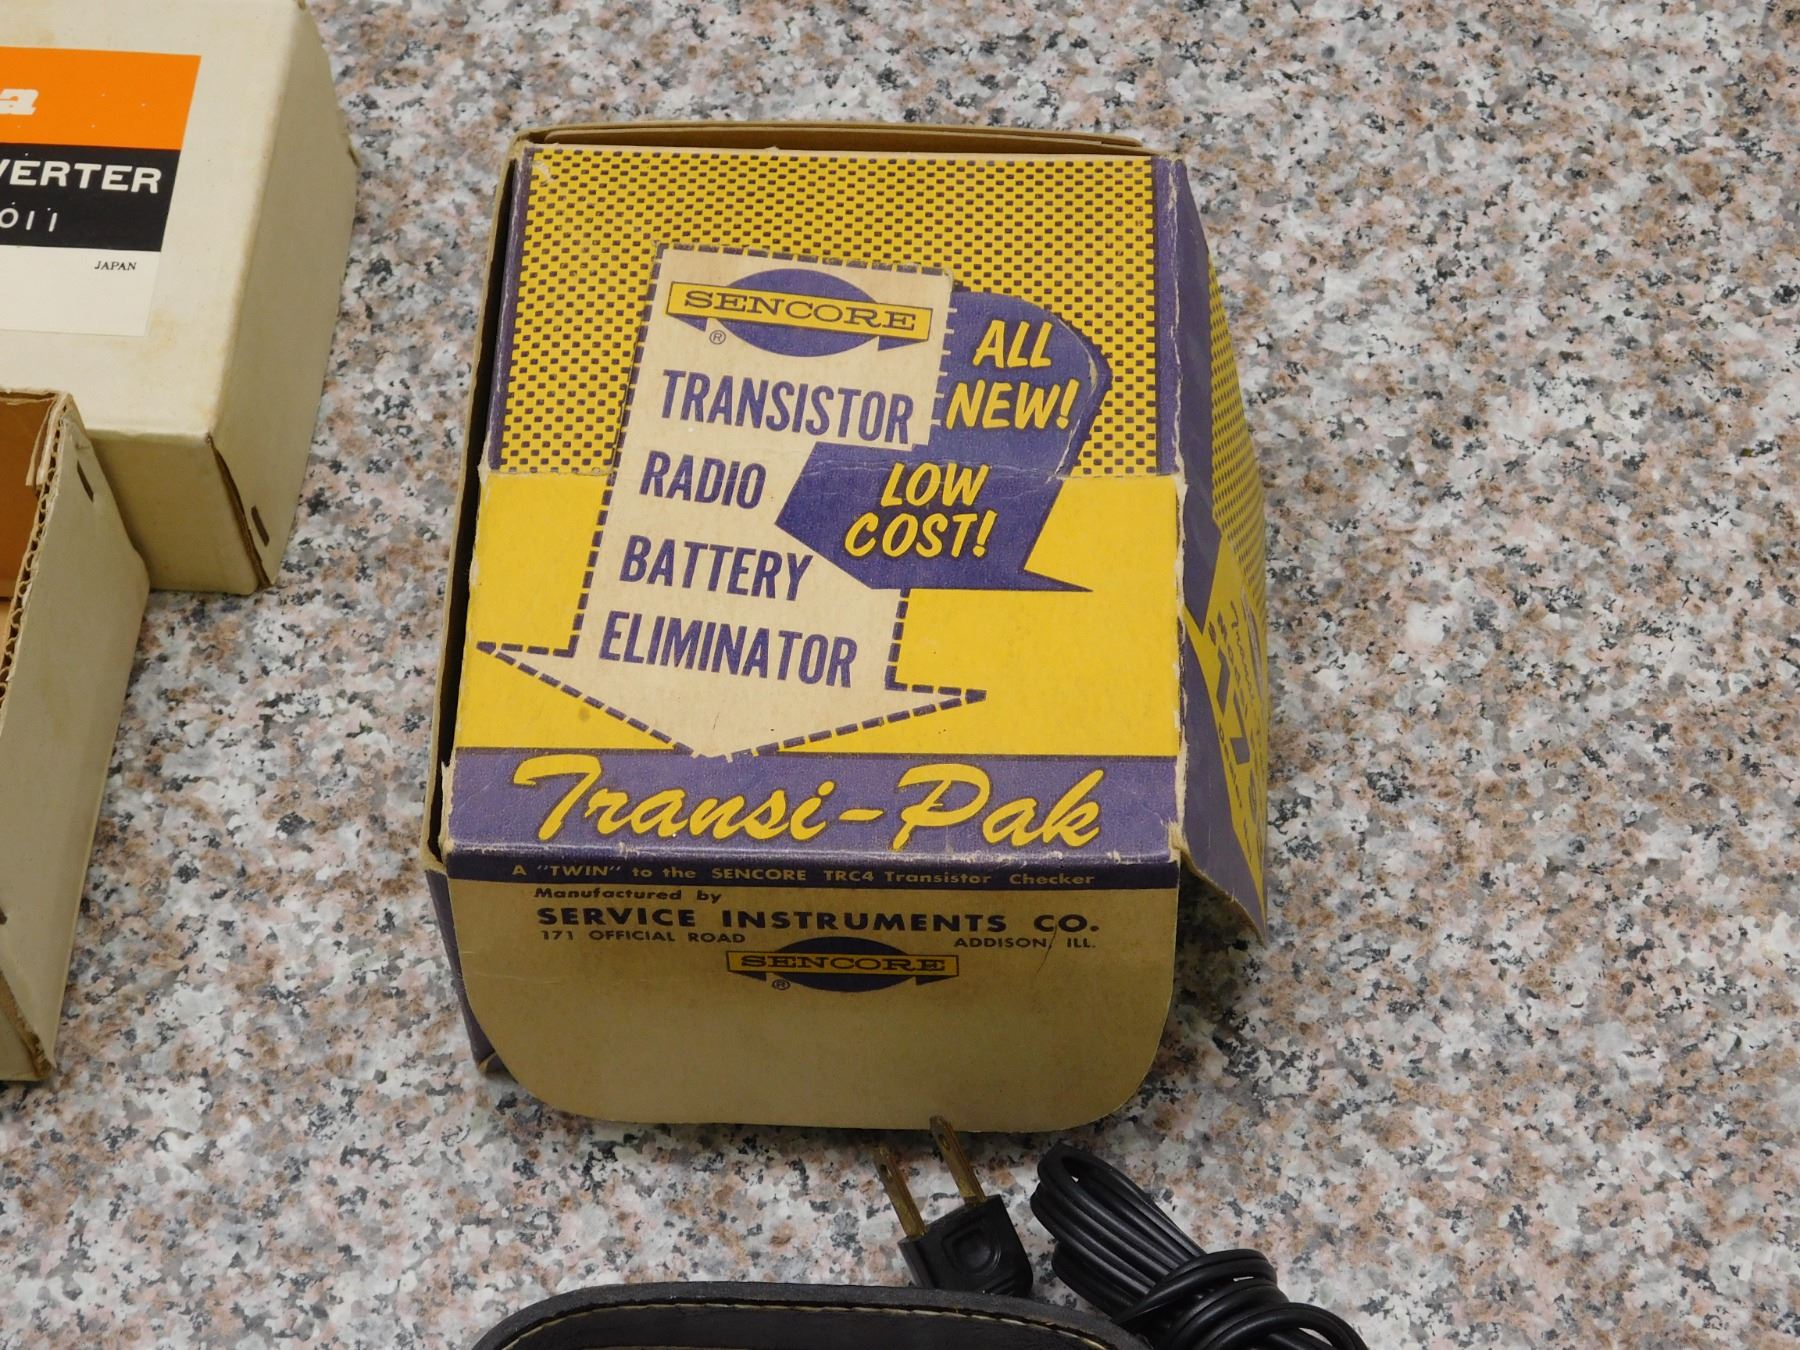 a
VERTER
011
JAPAN
SENCORE
®
TRANSISTOR
RADIO
BATTERY
ELIMINATOR
ALL
NEW!
LOW
COST!
Transi-Pak
A "TWIN" to the SENCORE TRC4 Transistor Checker
Manufactured by
SERVICE INSTRUMENTS CO.
171 OFFICIAL ROAD ADDISON, ILL.
SENCORE
®